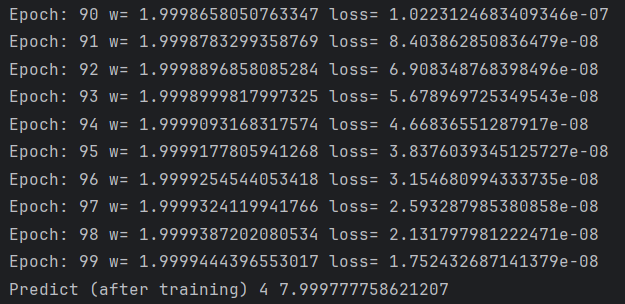 Epoch: 90 w= 1.9998658050763347 loss= 1.0223124683409346e-07
Epoch: 91 w= 1.9998783299358769 loss= 8.403862850836479e-08
Epoch: 92 w= 1.9998896858085284 loss= 6.908348768398496e-08
Epoch: 93 w= 1.9998999817997325 loss= 5.678969725349543e-08
Epoch: 94 w= 1.9999093168317574 loss= 4.66836551287917e-08
Epoch: 95 w= 1.9999177805941268 loss= 3.8376039345125727e-08
Epoch: 96 w= 1.9999254544053418 loss= 3.154680994333735e-08
Epoch: 97 w= 1.9999324119941766 loss= 2.593287985380858e-08
Epoch: 98 w= 1.9999387202080534 loss= 2.131797981222471e-08
Epoch: 99 w= 1.9999444396553017 loss= 1.752432687141379e-08
Predict (after training) 4 7.999777758621207